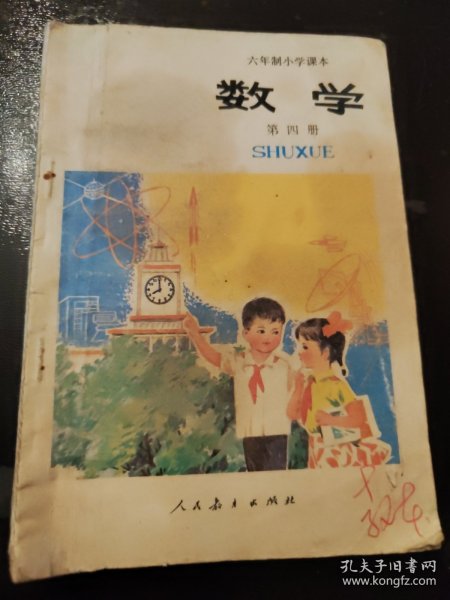 六年制小学课本
数学
第四册
SHUXUE
人民教育出版社
孔夫子旧书网
www.kongfz.com